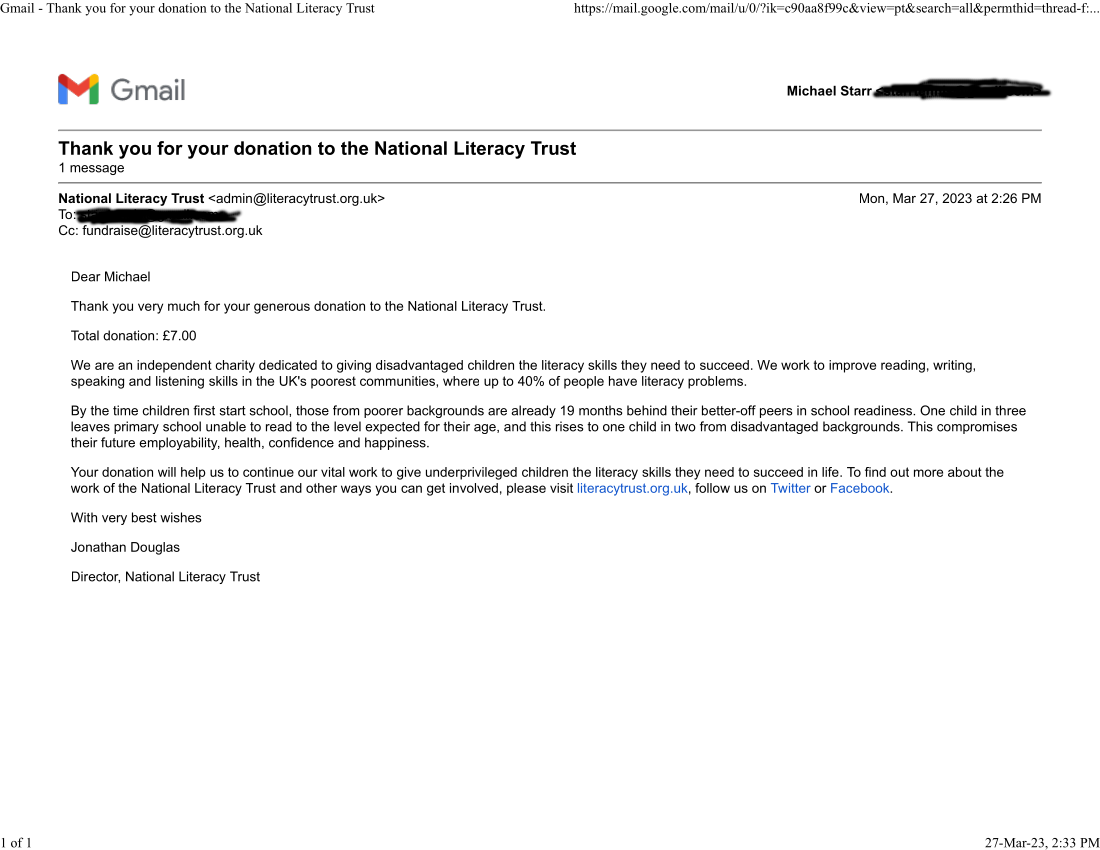 Gmail - Thank you for your donation to the National Literacy Trust
https://mail.google.com/mail/u/0/?ik=c90aa8f99c&view=pt&search=all&permthid=thread-f:...
Gmail
Michael Starr
Thank you for your donation to the National Literacy Trust
1 message
National Literacy Trust <admin@literacytrust.org.uk>
Mon, Mar 27, 2023 at 2:26 PM
To:
Cc: fundraise@literacytrust.org.uk
Dear Michael
Thank you very much for your generous donation to the National Literacy Trust.
Total donation: £7.00
We are an independent charity dedicated to giving disadvantaged children the literacy skills they need to succeed. We work to improve reading, writing,
speaking and listening skills in the UK's poorest communities, where up to 40% of people have literacy problems.
By the time children first start school, those from poorer backgrounds are already 19 months behind their better-off peers in school readiness. One child in three
leaves primary school unable to read to the level expected for their age, and this rises to one child in two from disadvantaged backgrounds. This compromises
their future employability, health, confidence and happiness.
Your donation will help us to continue our vital work to give underprivileged children the literacy skills they need to succeed in life. To find out more about the
work of the National Literacy Trust and other ways you can get involved, please visit literacytrust.org.uk, follow us on Twitter or Facebook.
With very best wishes
Jonathan Douglas
Director, National Literacy Trust
1 of 1
27-Mar-23, 2:33 PM